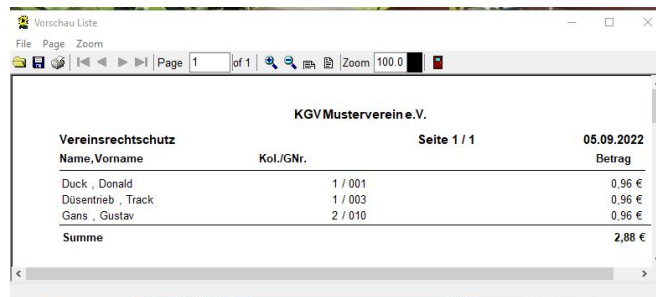 Vorschau Liste
File Page Zoom
Page 1 of 1 Zoom 100.0
KGV Musterverein e.V.
Vereinsrechtschutz Seite 1 / 1 05.09.2022
Name,Vorname Kol./GNr. Betrag
Duck , Donald 1 / 001 0,96 €
Düsentrieb , Track 1 / 003 0,96 €
Gans , Gustav 2 / 010 0,96 €
Summe 2,88 €